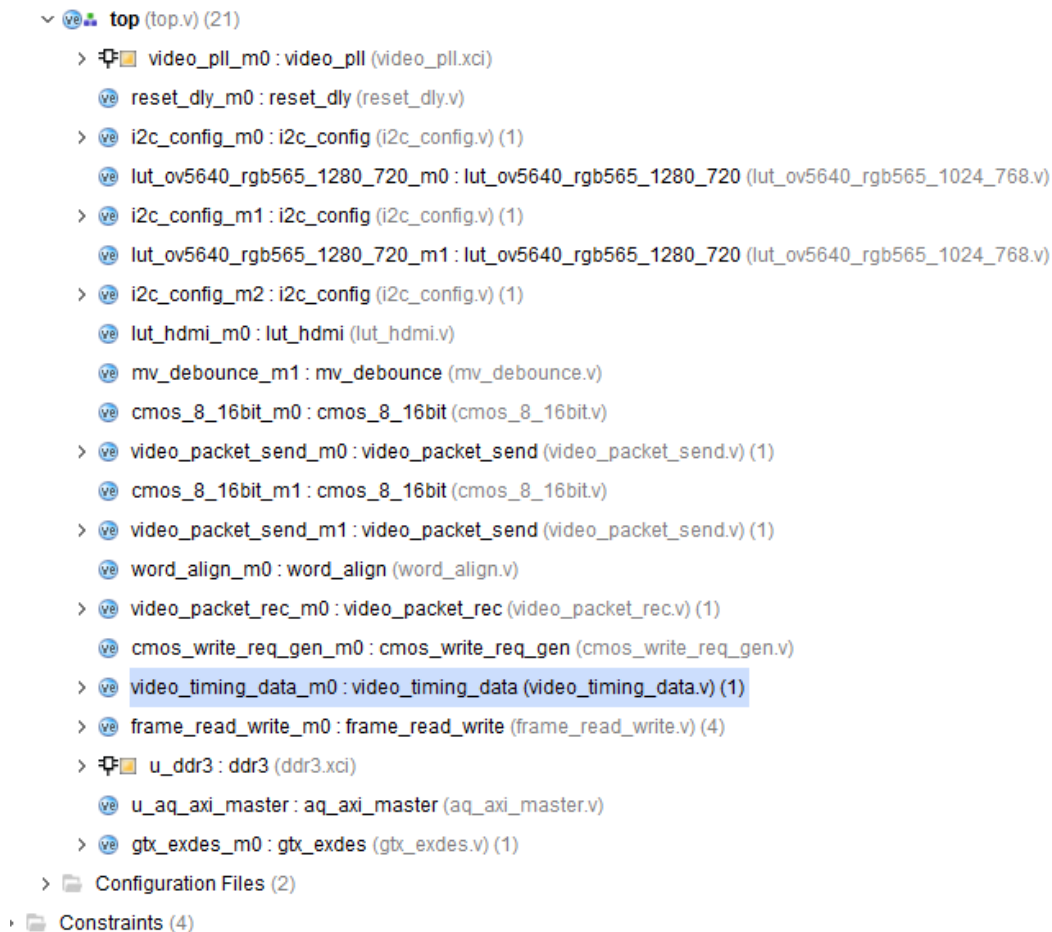 top (top.v) (21)
video_pll_m0 : video_pll (video_pll.xci)
reset_dly_m0 : reset_dly (reset_dly.v)
i2c_config_m0 : i2c_config (i2c_config.v) (1)
lut_ov5640_rgb565_1280_720_m0 : lut_ov5640_rgb565_1280_720 (lut_ov5640_rgb565_1024_768.v)
i2c_config_m1 : i2c_config (i2c_config.v) (1)
lut_ov5640_rgb565_1280_720_m1 : lut_ov5640_rgb565_1280_720 (lut_ov5640_rgb565_1024_768.v)
i2c_config_m2 : i2c_config (i2c_config.v) (1)
lut_hdmi_m0 : lut_hdmi (lut_hdmi.v)
mv_debounce_m1 : mv_debounce (mv_debounce.v)
cmos_8_16bit_m0 : cmos_8_16bit (cmos_8_16bit.v)
video_packet_send_m0 : video_packet_send (video_packet_send.v) (1)
cmos_8_16bit_m1 : cmos_8_16bit (cmos_8_16bit.v)
video_packet_send_m1 : video_packet_send (video_packet_send.v) (1)
word_align_m0 : word_align (word_align.v)
video_packet_rec_m0 : video_packet_rec (video_packet_rec.v) (1)
cmos_write_req_gen_m0 : cmos_write_req_gen (cmos_write_req_gen.v)
video_timing_data_m0 : video_timing_data (video_timing_data.v) (1)
frame_read_write_m0 : frame_read_write (frame_read_write.v) (4)
u_ddr3 : ddr3 (ddr3.xci)
u_aq_axi_master : aq_axi_master (aq_axi_master.v)
gtx_exdes_m0 : gtx_exdes (gtx_exdes.v) (1)
Configuration Files (2)
Constraints (4)